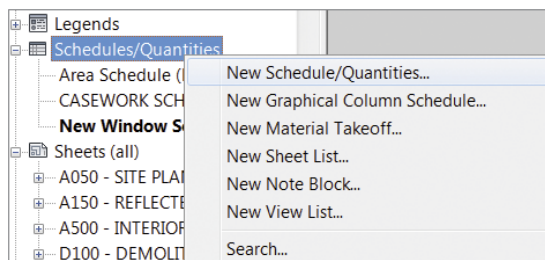 Legends
Schedules/Quantities
Area Schedule (
CASEWORK SCH
New Window S
Sheets (all)
A050 - SITE PLA
A150 - REFLECTE
A500 - INTERIOR
D100 - DEMOLIT
New Schedule/Quantities...
New Graphical Column Schedule...
New Material Takeoff...
New Sheet List...
New Note Block...
New View List...
Search...